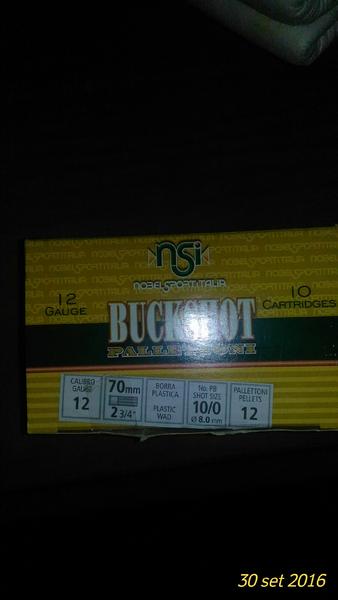 nsi
NOBELSPORTITALIA
12
GAUGE
10
CARTRIDGES
BUCKSHOT
PALLETTONI
CALIBRO
GAUGE
12
70mm
2 3/4"
BORRA
PLASTICA
PLASTIC
WAD
No. PB
SHOT SIZE
10/0
Ø 8.0 mm
PALLETTONI
PELLETS
12
30 set 2016